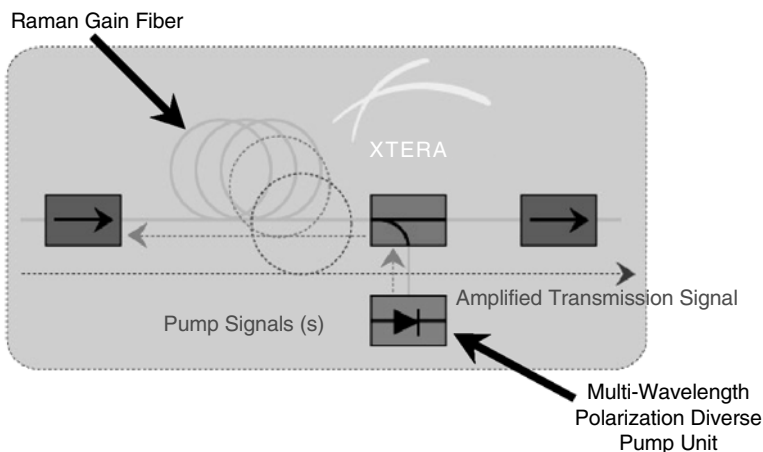 Raman Gain Fiber
XTERA
Amplified Transmission Signal
Pump Signals (s)
Multi-Wavelength
Polarization Diverse
Pump Unit